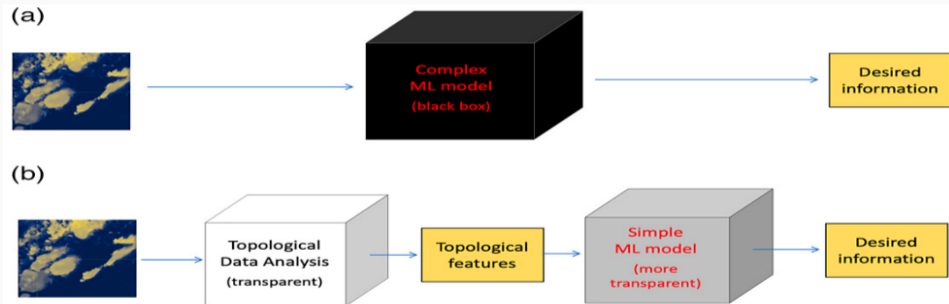 (a)
Complex
ML model
(black box)
Desired
information
(b)
Topological
Data Analysis
(transparent)
Topological
features
Simple
ML model
(more
transparent)
Desired
information